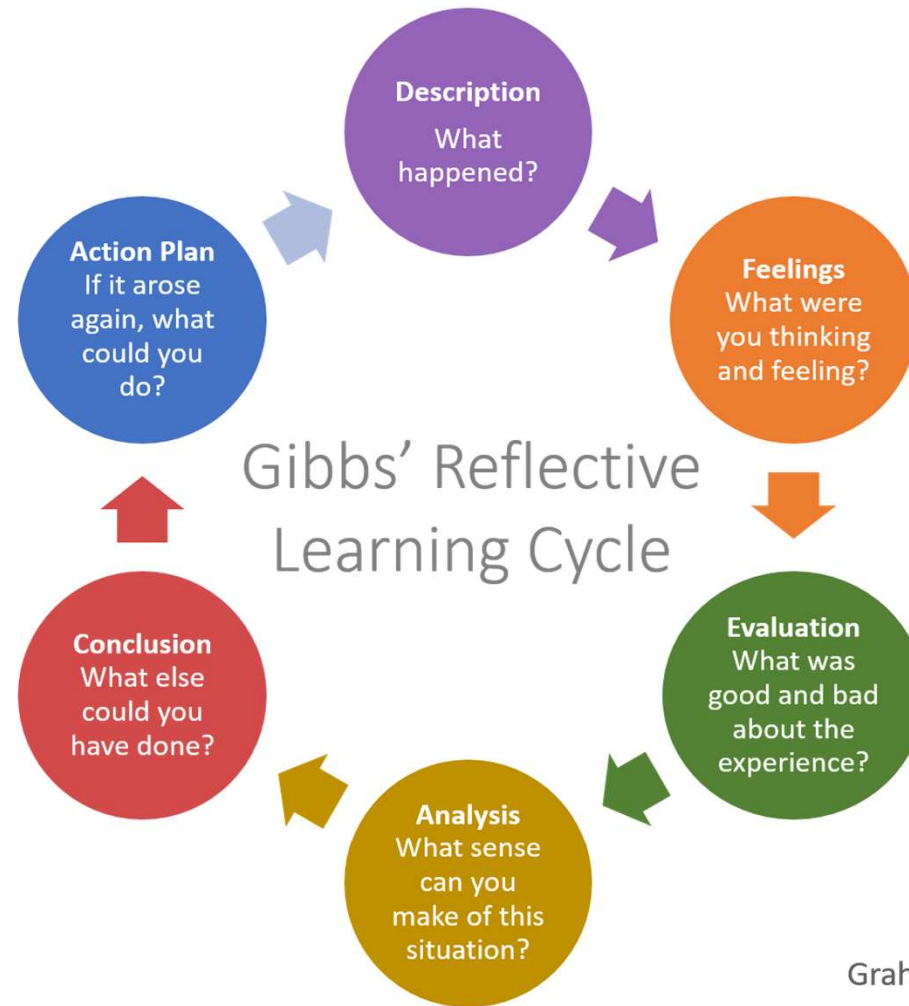 Description
What
happened?
Feelings
What were
you thinking
and feeling?
Evaluation
What was
good and bad
about the
experience?
Analysis
What sense
can you
make of this
situation?
Conclusion
What else
could you
have done?
Action Plan
If it arose
again, what
could you
do?
Gibbs’ Reflective
Learning Cycle
Grah